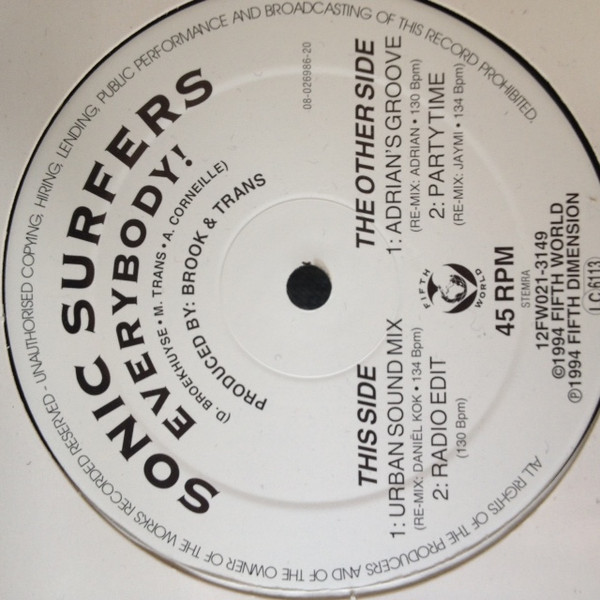 ALL RIGHTS OF THE PRODUCERS AND OF THE OWNER OF THE WORKS RECORDED RESERVED - UNAUTHORISED COPYING, HIRING, LENDING, PUBLIC PERFORMANCE AND BROADCASTING OF THIS RECORD PROHIBITED.
SONIC SURFERS
EVERYBODY!
(D. BROEKHUYSE • M. TRANS • A. CORNEILLE)
PRODUCED BY: BROOK & TRANS
08-026986-20
THIS SIDE
1: URBAN SOUND MIX
(RE-MIX: DANIËL KOK • 134 Bpm)
2: RADIO EDIT
(130 Bpm)
THE OTHER SIDE
1: ADRIAN'S GROOVE
(RE-MIX: ADRIAN • 130 Bpm)
2: PARTYTIME
(RE-MIX: JAYMI • 134 Bpm)
FIFTH WORLD
45 RPM
STEMRA
12FW021-3149
©1994 FIFTH WORLD
℗1994 FIFTH DIMENSION
LC 6113